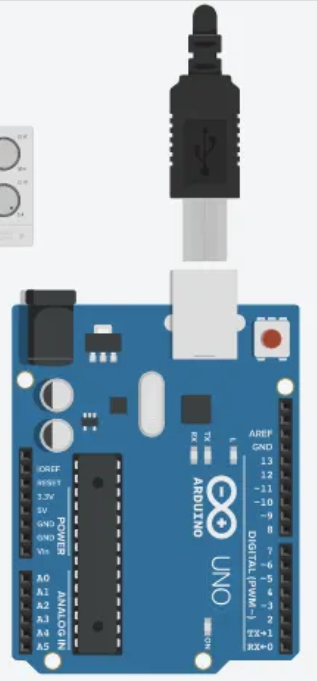 RX
TX
L
AREF
GND
13
12
~11
~10
~9
8
7
~6
~5
4
~3
2
TX→1
RX←0
DIGITAL (PWM~)
IOREF
RESET
3.3V
5V
GND
GND
Vin
POWER
A0
A1
A2
A3
A4
A5
ANALOG IN
ARDUINO
UNO
ON